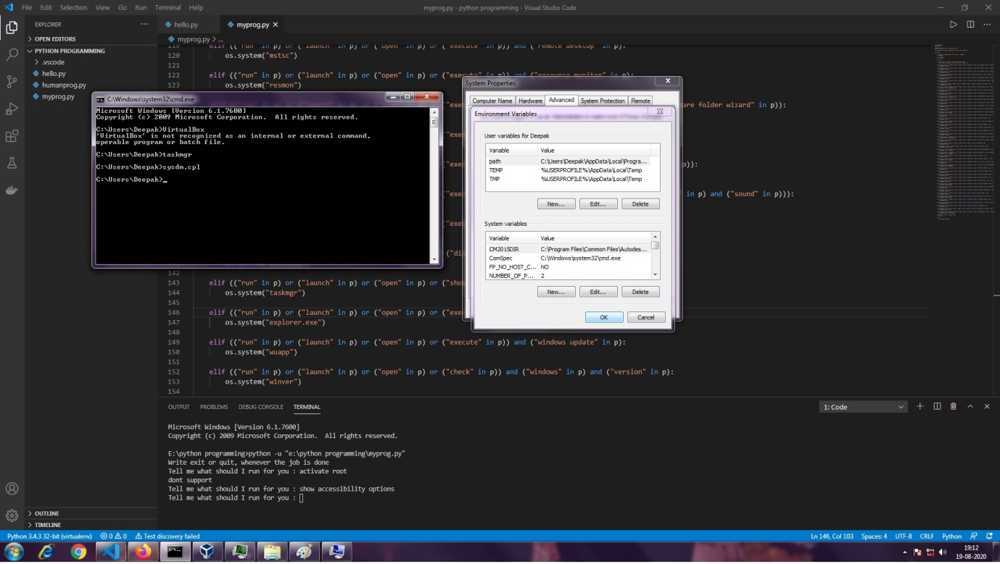 File Edit Selection View Go Run Terminal Help
myprog.py - python programming - Visual Studio Code
EXPLORER
OPEN EDITORS
PYTHON PROGRAMMING
.vscode
hello.py
humanprog.py
myprog.py
OUTLINE
TIMELINE
hello.py
myprog.py
myprog.py > ...
119 elif (("run" in p) or ("launch" in p) or ("open" in p) or ("execute" in p)) and ("remote desktop" in p):
120 os.system("mstsc")
121
122 elif (("run" in p) or ("launch" in p) or ("open" in p) or ("execute" in p)) and ("resource monitor" in p):
123 os.system("resmon")
are folder wizard" in p)):
p)):
in p) and ("sound" in p))):
("di
142
143 elif (("run" in p) or ("launch" in p) or ("open" in p) or ("sho
144 os.system("taskmgr")
145
146 elif (("run" in p) or ("launch" in p) or ("open" in p) or ("exe
147 os.system("explorer.exe")
148
149 elif (("run" in p) or ("launch" in p) or ("open" in p) or ("execute" in p)) and ("windows update" in p):
150 os.system("wuapp")
151
152 elif (("run" in p) or ("launch" in p) or ("open" in p) or ("check" in p)) and ("windows" in p) and ("version" in p):
153 os.system("winver")
154
C:\Windows\system32\cmd.exe
Microsoft Windows [Version 6.1.7600]
Copyright (c) 2009 Microsoft Corporation. All rights reserved.
C:\Users\Deepak>VirtualBox
'VirtualBox' is not recognized as an internal or external command,
operable program or batch file.
C:\Users\Deepak>taskmgr
C:\Users\Deepak>sysdm.cpl
C:\Users\Deepak>_
System Properties
Computer Name Hardware Advanced System Protection Remote
Environment Variables
User variables for Deepak
Variable Value
path C:\Users\Deepak\AppData\Local\Progra...
TEMP %USERPROFILE%\AppData\Local\Temp
TMP %USERPROFILE%\AppData\Local\Temp
New... Edit... Delete
System variables
Variable Value
CM2015DIR C:\Program Files\Common Files\Autodes...
ComSpec C:\Windows\system32\cmd.exe
FP_NO_HOST_C... NO
NUMBER_OF_P... 2
New... Edit... Delete
OK Cancel
OUTPUT PROBLEMS DEBUG CONSOLE TERMINAL
1: Code
Microsoft Windows [Version 6.1.7600]
Copyright (c) 2009 Microsoft Corporation. All rights reserved.
E:\python programming>python -u "e:\python programming\myprog.py"
Write exit or quit, whenever the job is done
Tell me what should I run for you : activate root
dont support
Tell me what should I run for you : show accessibility options
Tell me what should I run for you :
Python 3.4.3 32-bit (virtualenv) 0 0 Test discovery failed
Ln 146, Col 103 Spaces: 4 UTF-8 CRLF Python
19:12
19-08-2020